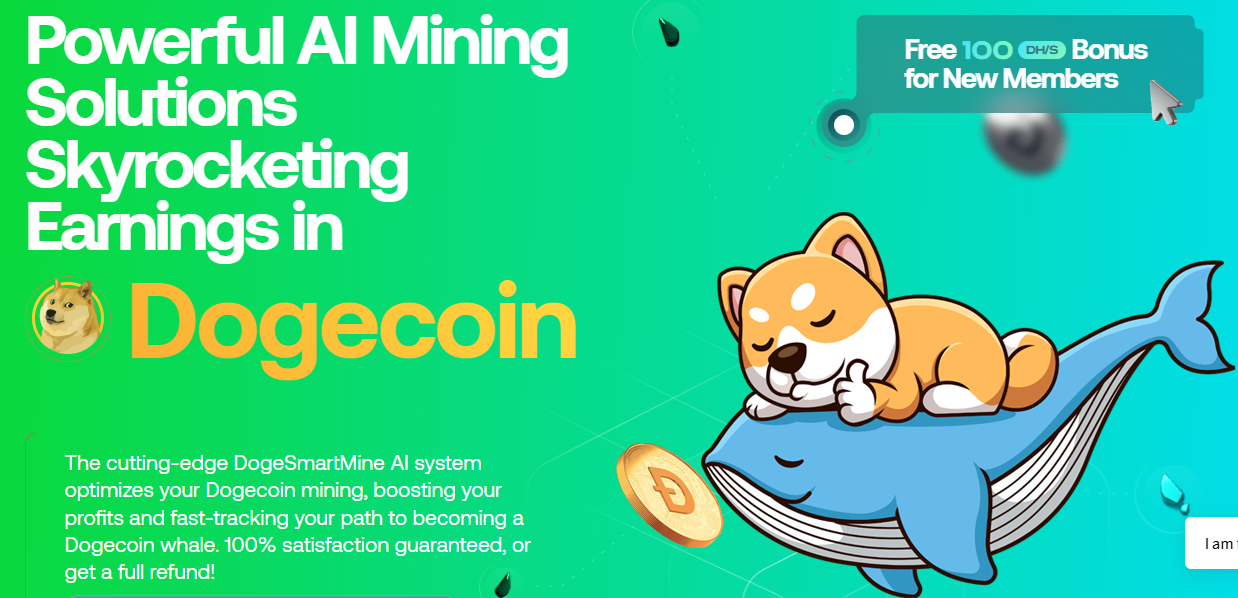 Powerful AI Mining
Solutions
Skyrocketing
Earnings in
Dogecoin
The cutting-edge DogeSmartMine AI system
optimizes your Dogecoin mining, boosting your
profits and fast-tracking your path to becoming a
Dogecoin whale. 100% satisfaction guaranteed, or
get a full refund!
Free 100 DH/S Bonus
for New Members
I am